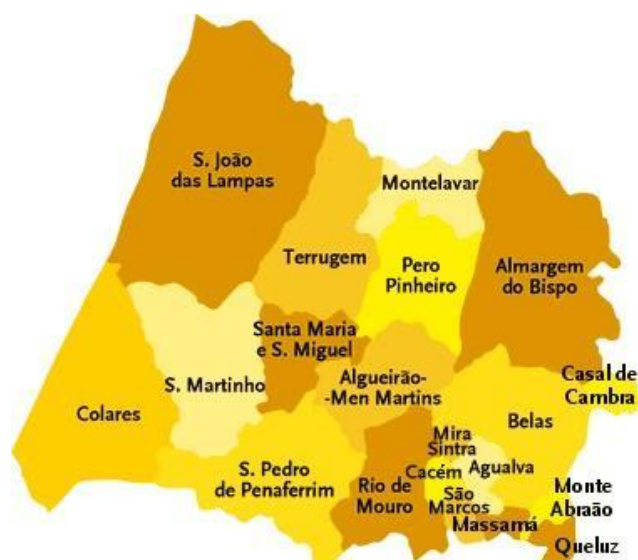 S. João
das Lampas
Montelavar
Terrugem
Pero
Pinheiro
Almargem
do Bispo
Santa Maria
e S. Miguel
Casal de
Cambra
S. Martinho
Algueirão-
-Men Martins
Colares
Belas
Mira
Sintra
S. Pedro
de Penaferrim
Cacém
Agualva
Rio de
Mouro
São
Marcos
Monte
Abraão
Massamá
Queluz